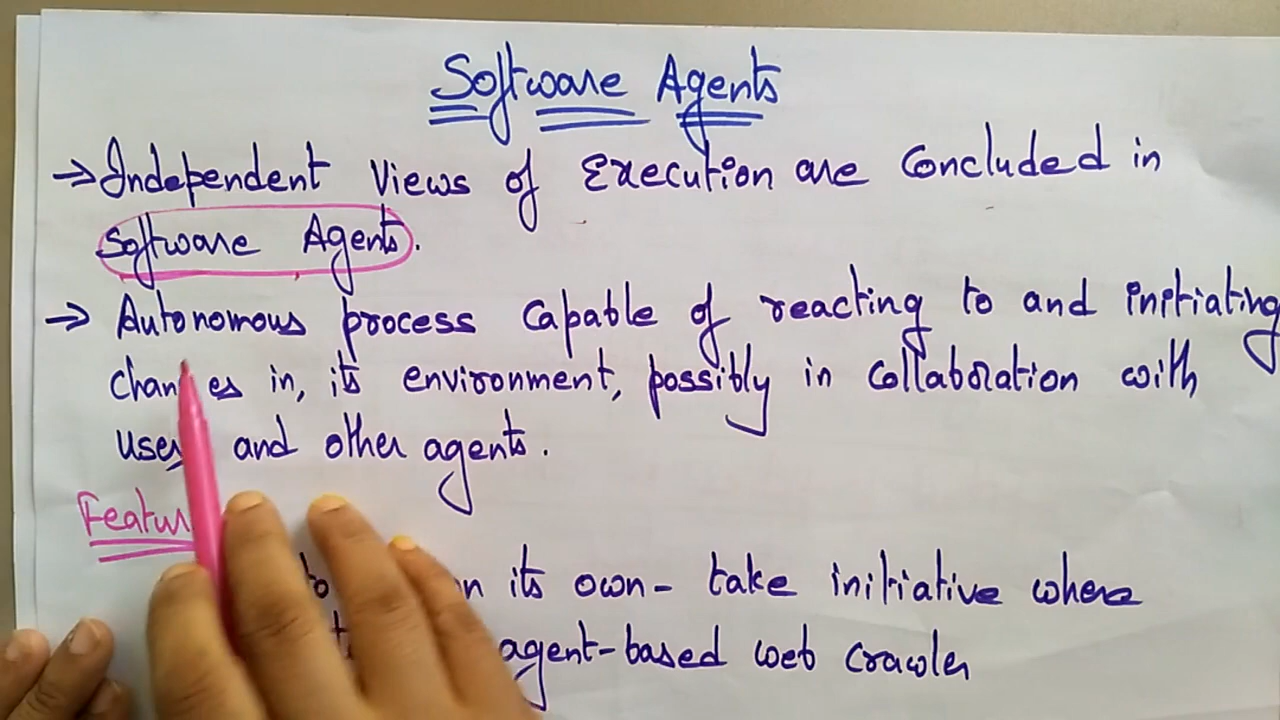 Software Agents
→ Independent Views of Execution are Concluded in
Software Agents.
→ Autonomous process Capable of reacting to and initiating
in, its environment, possibly in collaboration with
and other agents.
its own- take initiative where
agent-based web crawler